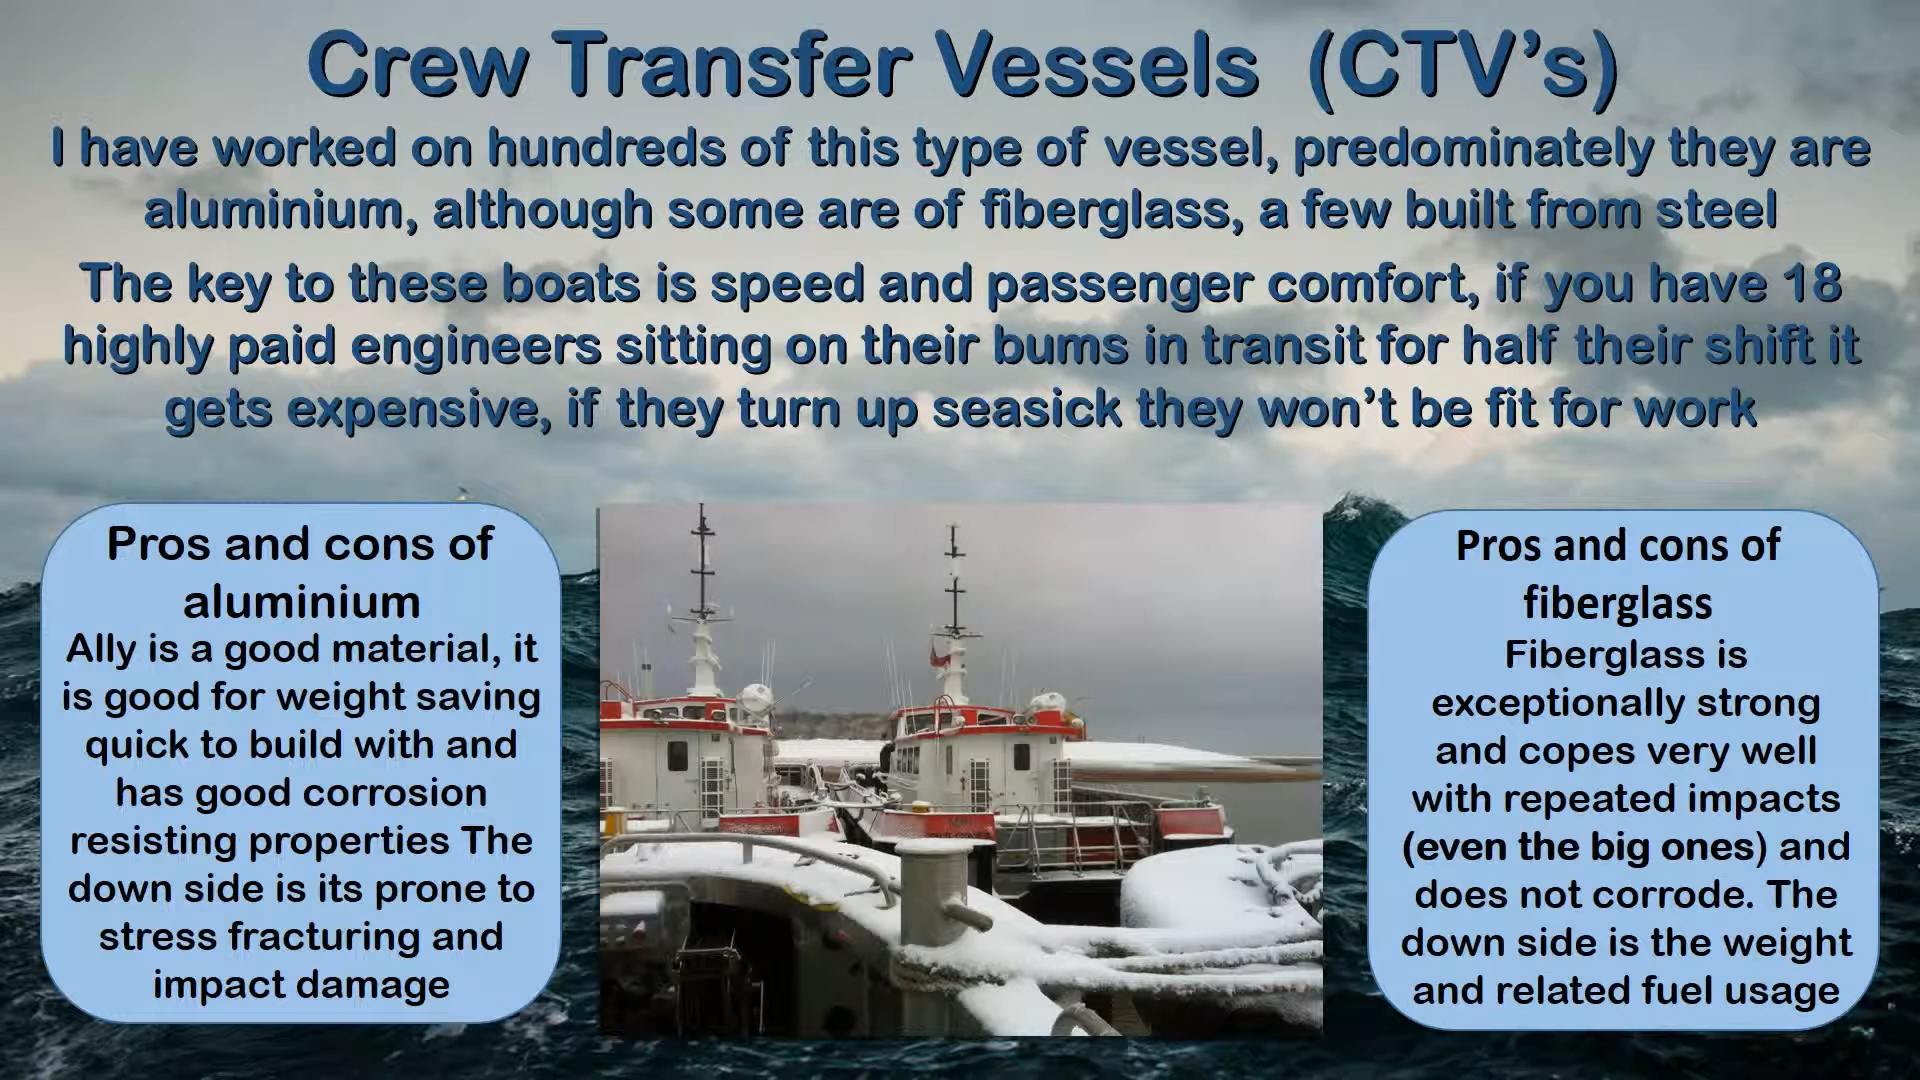 Crew Transfer Vessels (CTV's)
I have worked on hundreds of this type of vessel, predominately they are
aluminium, although some are of fiberglass, a few built from steel
The key to these boats is speed and passenger comfort, if you have 18
highly paid engineers sitting on their bums in transit for half their shift it
gets expensive, if they turn up seasick they won't be fit for work
Pros and cons of
aluminium
Ally is a good material, it
is good for weight saving
quick to build with and
has good corrosion
resisting properties The
down side is its prone to
stress fracturing and
impact damage
Pros and cons of
fiberglass
Fiberglass is
exceptionally strong
and copes very well
with repeated impacts
(even the big ones) and
does not corrode. The
down side is the weight
and related fuel usage